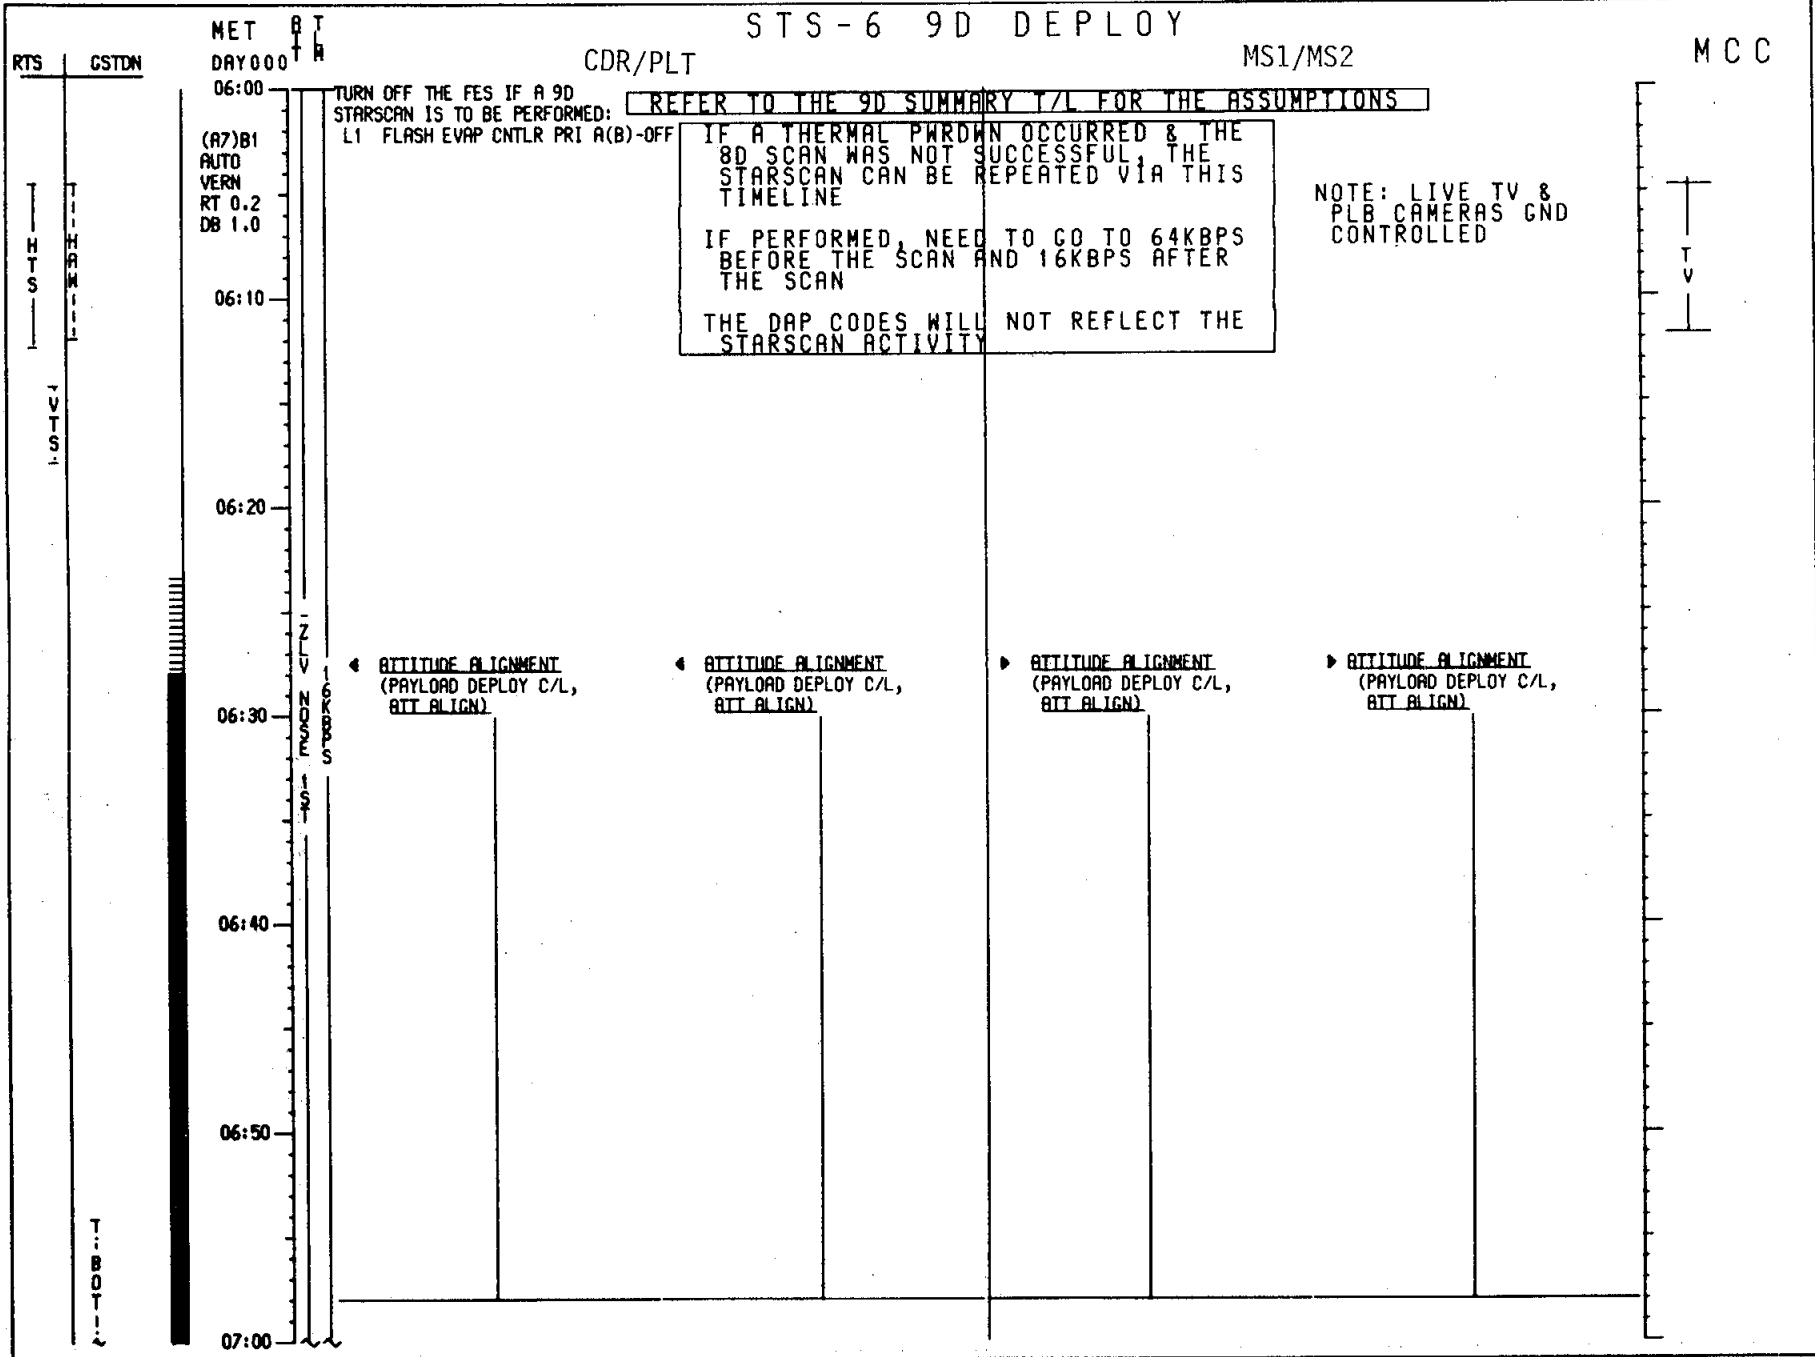 STS-6 9D DEPLOY
MET
ATT
TLM
RTS
GSTDN
DAY000
CDR/PLT
MS1/MS2
MCC
06:00
(A7)B1
AUTO
VERN
RT 0.2
DB 1.0
TURN OFF THE FES IF A 9D
STARSCAN IS TO BE PERFORMED:
L1 FLASH EVAP CNTLR PRI A(B)-OFF
REFER TO THE 9D SUMMARY T/L FOR THE ASSUMPTIONS
IF A THERMAL PWRDWN OCCURRED & THE
8D SCAN WAS NOT SUCCESSFUL, THE
STARSCAN CAN BE REPEATED VIA THIS
TIMELINE
IF PERFORMED, NEED TO GO TO 64KBPS
BEFORE THE SCAN AND 16KBPS AFTER
THE SCAN
THE DAP CODES WILL NOT REFLECT THE
STARSCAN ACTIVITY
NOTE: LIVE TV &
PLB CAMERAS GND
CONTROLLED
TV
HTS
HAWII
06:10
VTS
06:20
-ZLV NOSE 1ST
16KBPS
ATTITUDE ALIGNMENT
(PAYLOAD DEPLOY C/L,
ATT ALIGN)
ATTITUDE ALIGNMENT
(PAYLOAD DEPLOY C/L,
ATT ALIGN)
ATTITUDE ALIGNMENT
(PAYLOAD DEPLOY C/L,
ATT ALIGN)
ATTITUDE ALIGNMENT
(PAYLOAD DEPLOY C/L,
ATT ALIGN)
06:30
06:40
06:50
BOT
07:00